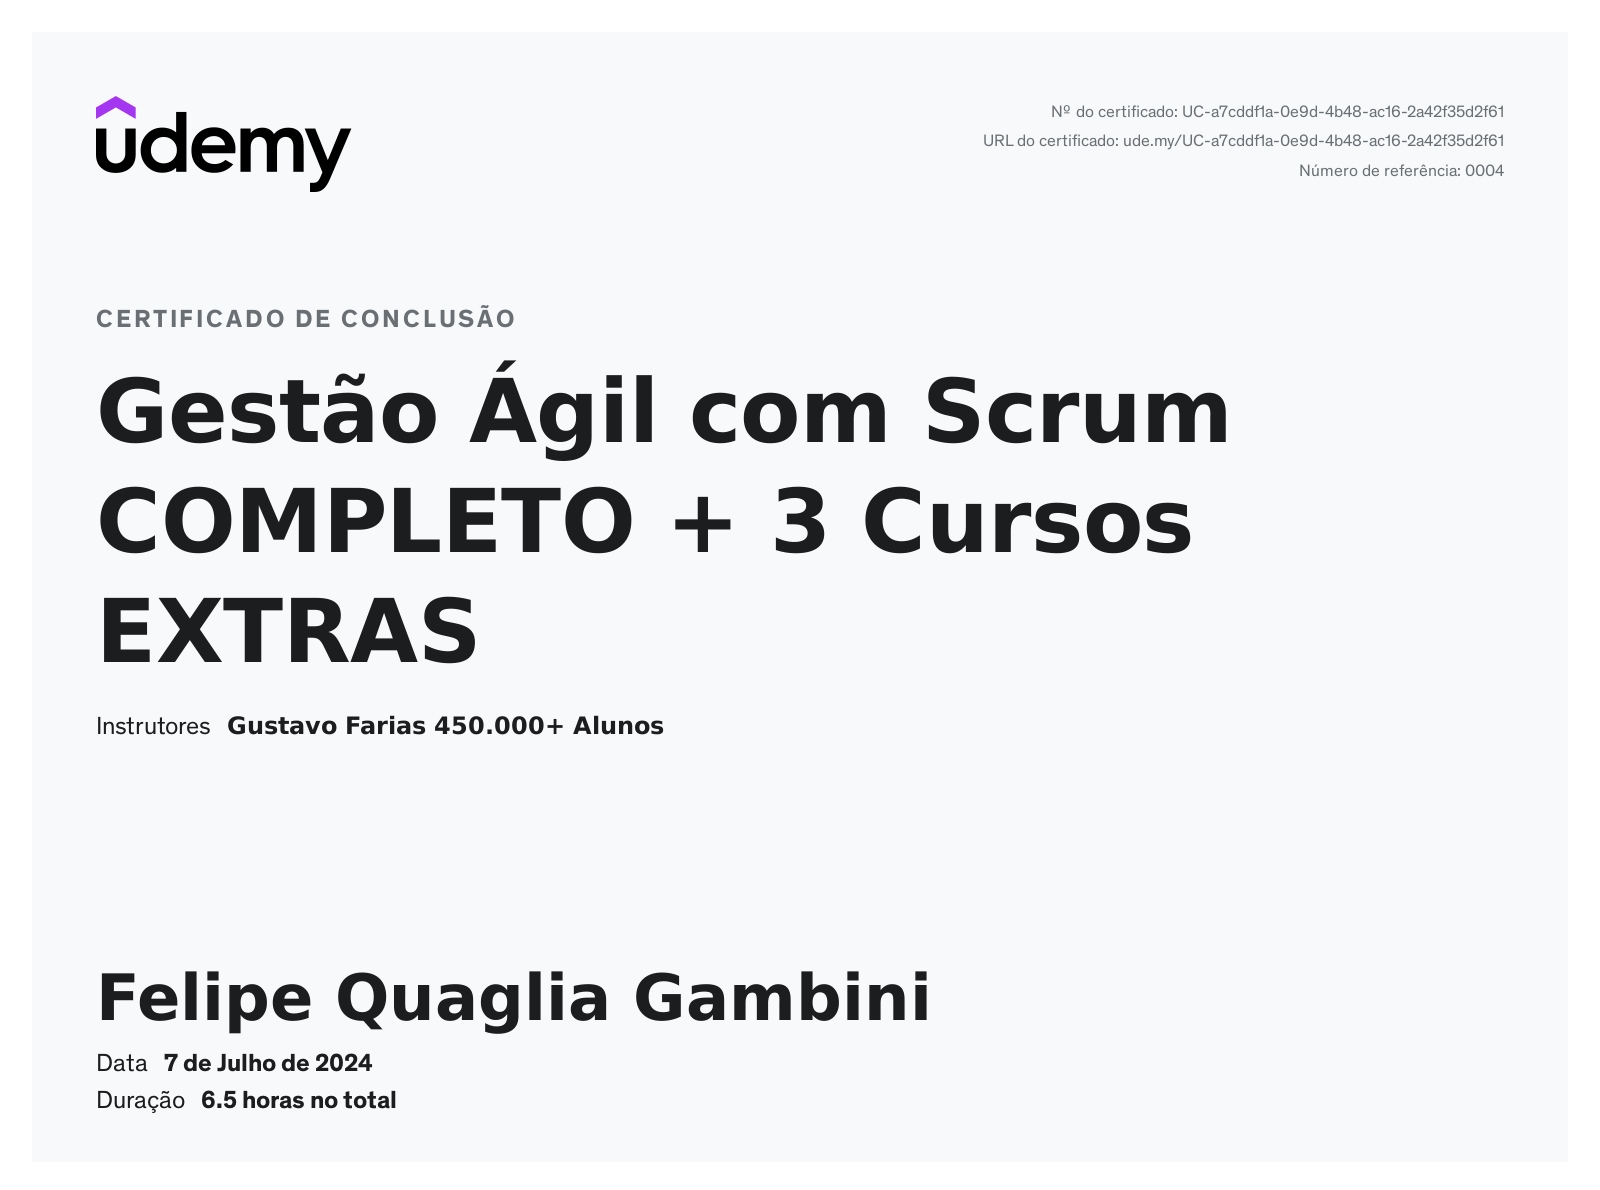 udemy
Nº do certificado: UC-a7cddf1a-0e9d-4b48-ac16-2a42f35d2f61
URL do certificado: ude.my/UC-a7cddf1a-0e9d-4b48-ac16-2a42f35d2f61
Número de referência: 0004
CERTIFICADO DE CONCLUSÃO
Gestão Ágil com Scrum
COMPLETO + 3 Cursos
EXTRAS
Instrutores Gustavo Farias 450.000+ Alunos
Felipe Quaglia Gambini
Data 7 de Julho de 2024
Duração 6.5 horas no total